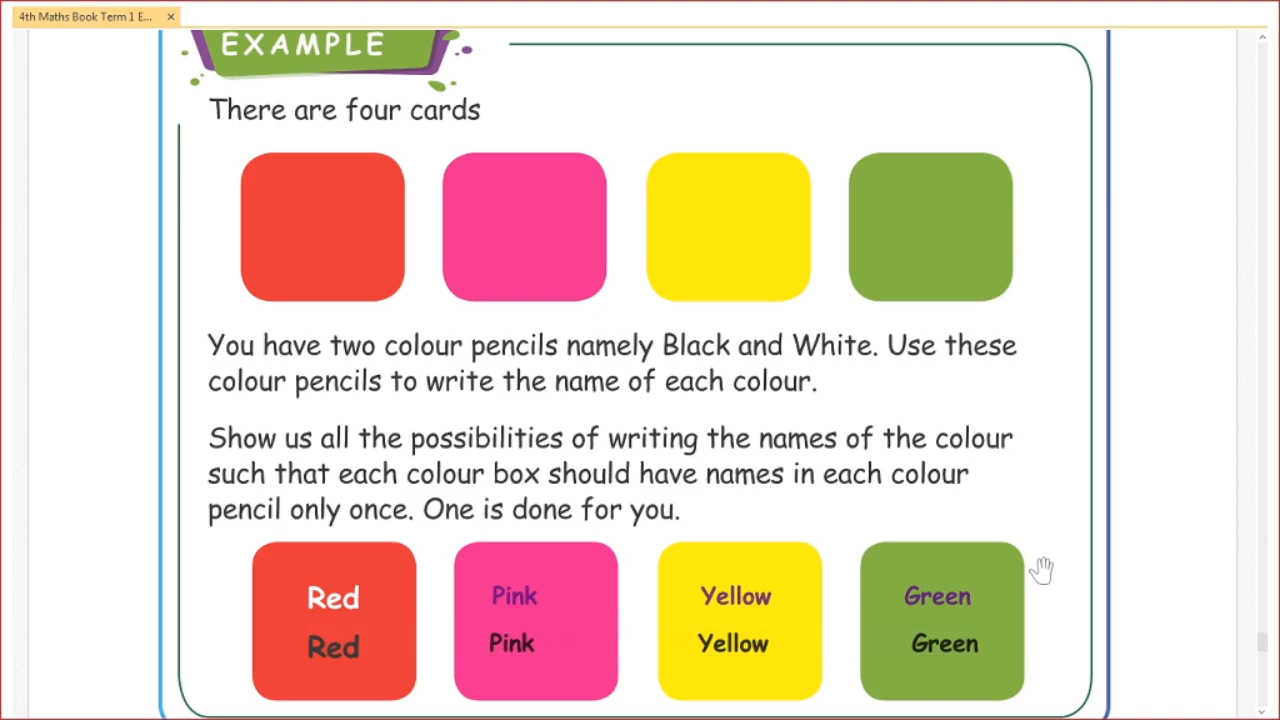 4th Maths Book Term 1 E...
EXAMPLE
There are four cards
You have two colour pencils namely Black and White. Use these
colour pencils to write the name of each colour.
Show us all the possibilities of writing the names of the colour
such that each colour box should have names in each colour
pencil only once. One is done for you.
Red Pink Yellow Green
Red Pink Yellow Green